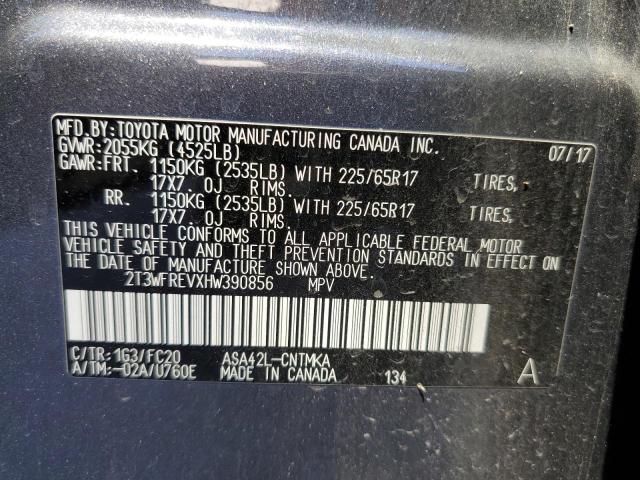 MFD.BY:TOYOTA MOTOR MANUFACTURING CANADA INC.
GVWR:2055KG (4525LB) 07/17
GAWR:FRT. 1150KG (2535LB) WITH 225/65R17 TIRES,
17X7. 0J RIMS.
RR. 1150KG (2535LB) WITH 225/65R17 TIRES,
17X7. 0J RIMS.
THIS VEHICLE CONFORMS TO ALL APPLICABLE FEDERAL MOTOR
VEHICLE SAFETY AND THEFT PREVENTION STANDARDS IN EFFECT ON
THE DATE OF MANUFACTURE SHOWN ABOVE.
2T3WFREVXHW390856 MPV
C/TR:1G3/FC20 ASA42L-CNTMKA
A/TM:-02A/U760E MADE IN CANADA 134 A